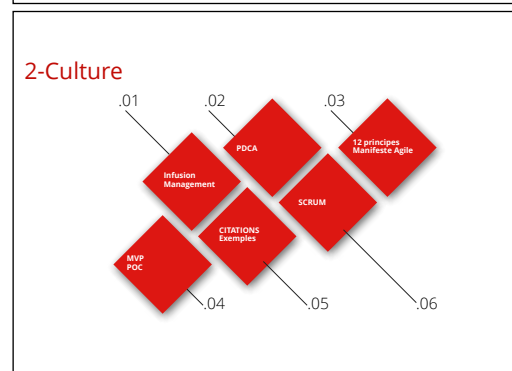 2-Culture
.01
.02
.03
PDCA
12 principes
Manifeste Agile
Infusion
Management
SCRUM
CITATIONS
Exemples
MVP
POC
.04
.05
.06